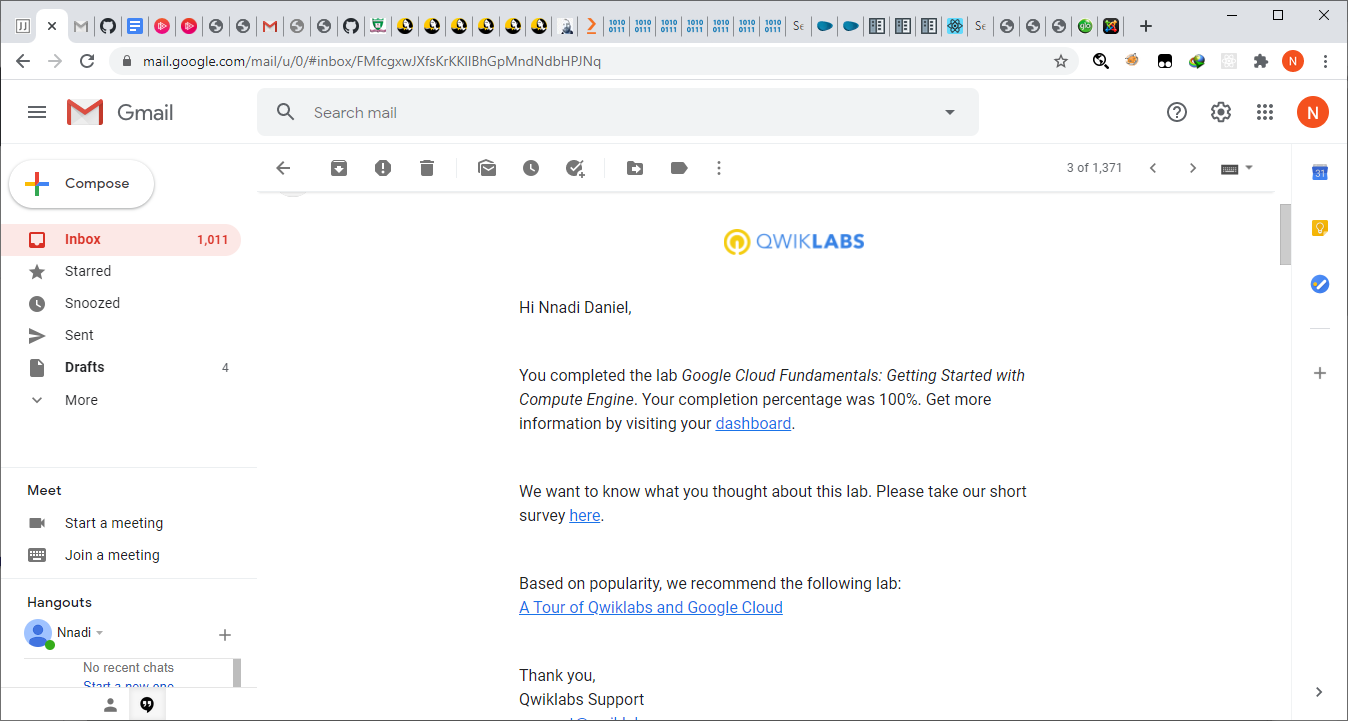 mail.google.com/mail/u/0/#inbox/FMfcgxwJXfsKrKKllBhGpMndNdbHPJNq
N
Gmail
Search mail
N
Compose
3 of 1,371
31
Inbox 1,011
Starred
Snoozed
Sent
Drafts 4
More
QWIKLABS
Hi Nnadi Daniel,
You completed the lab Google Cloud Fundamentals: Getting Started with
Compute Engine. Your completion percentage was 100%. Get more
information by visiting your dashboard.
We want to know what you thought about this lab. Please take our short
survey here.
Based on popularity, we recommend the following lab:
A Tour of Qwiklabs and Google Cloud
Thank you,
Qwiklabs Support
Meet
Start a meeting
Join a meeting
Hangouts
Nnadi
No recent chats
Start a new one